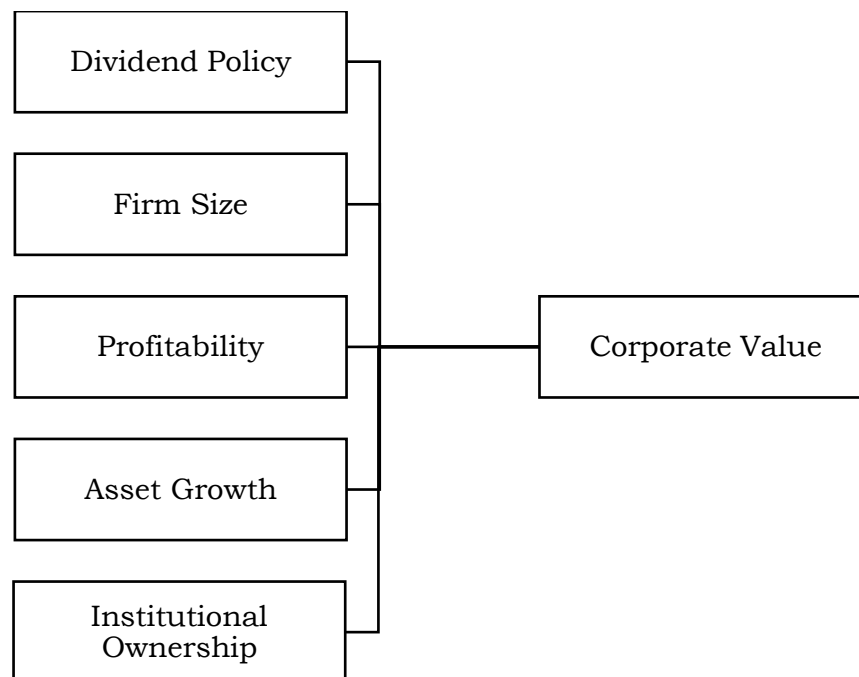 Dividend Policy
Firm Size
Profitability
Corporate Value
Asset Growth
Institutional
Ownership